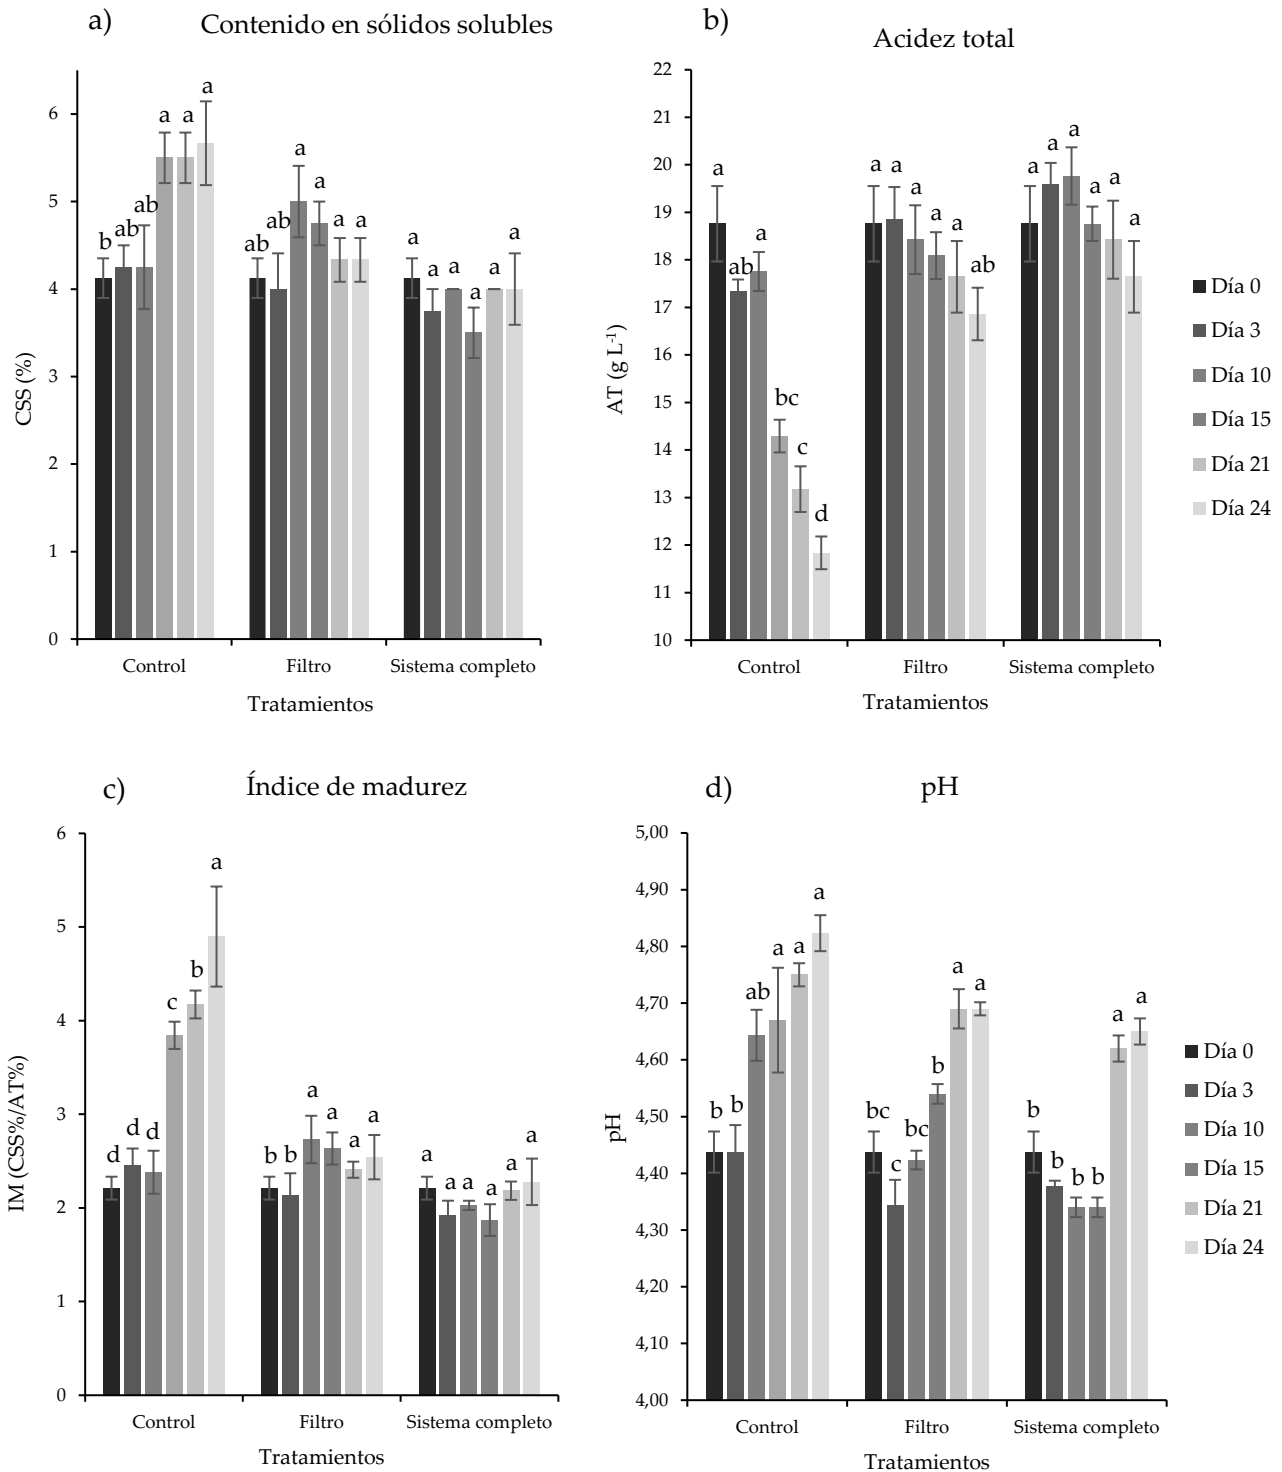 a) Contenido en sólidos solubles
6
5
4
3
2
1
0
CSS (%)
b ab ab a a a
ab ab a a a a
a a a a a a
Control Filtro Sistema completo
Tratamientos
b) Acidez total
22
21
20
19
18
17
16
15
14
13
12
11
10
AT (g L-1)
a ab a bc c d
a a a a a ab
a a a a a a
Control Filtro Sistema completo
Tratamientos
Día 0
Día 3
Día 10
Día 15
Día 21
Día 24
c) Índice de madurez
6
5
4
3
2
1
0
IM (CSS%/AT%)
d d d c b a
b b a a a a
a a a a a a
Control Filtro Sistema completo
Tratamientos
d) pH
5,00
4,90
4,80
4,70
4,60
4,50
4,40
4,30
4,20
4,10
4,00
pH
b b ab a a a
bc c bc b a a
b b b b a a
Control Filtro Sistema completo
Tratamientos
Día 0
Día 3
Día 10
Día 15
Día 21
Día 24